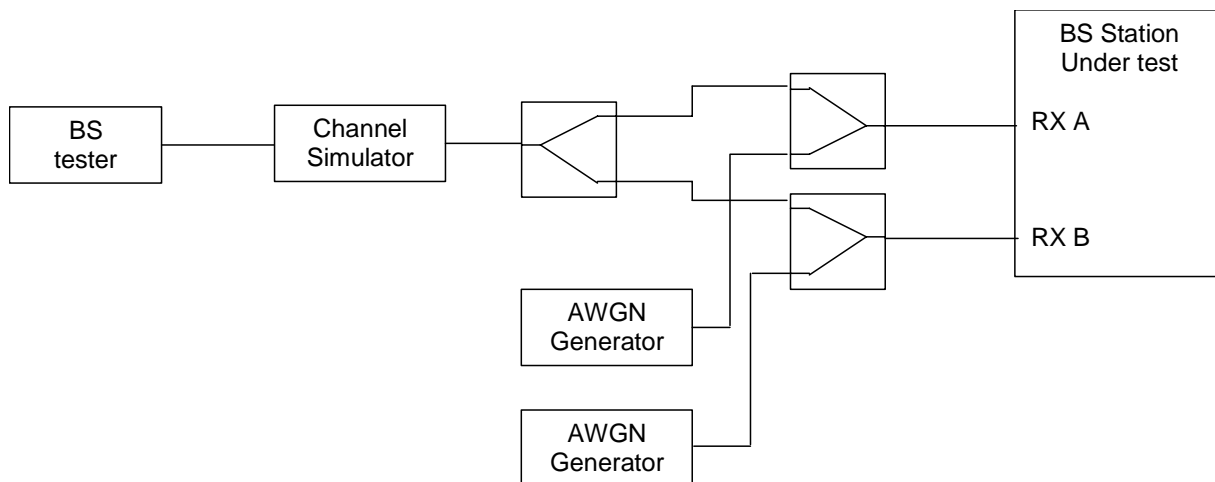 BS Station
Under test
BS
tester
Channel
Simulator
RX A
RX B
AWGN
Generator
AWGN
Generator